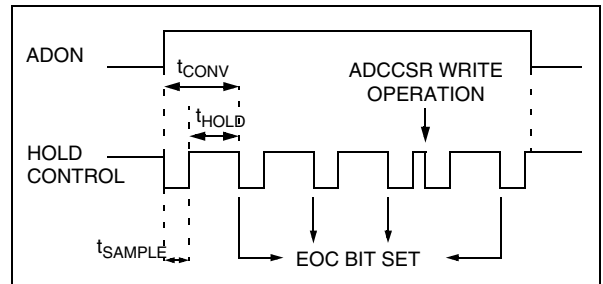 ADON
tCONV
ADCCSR WRITE
OPERATION
tHOLD
HOLD
CONTROL
tSAMPLE
EOC BIT SET